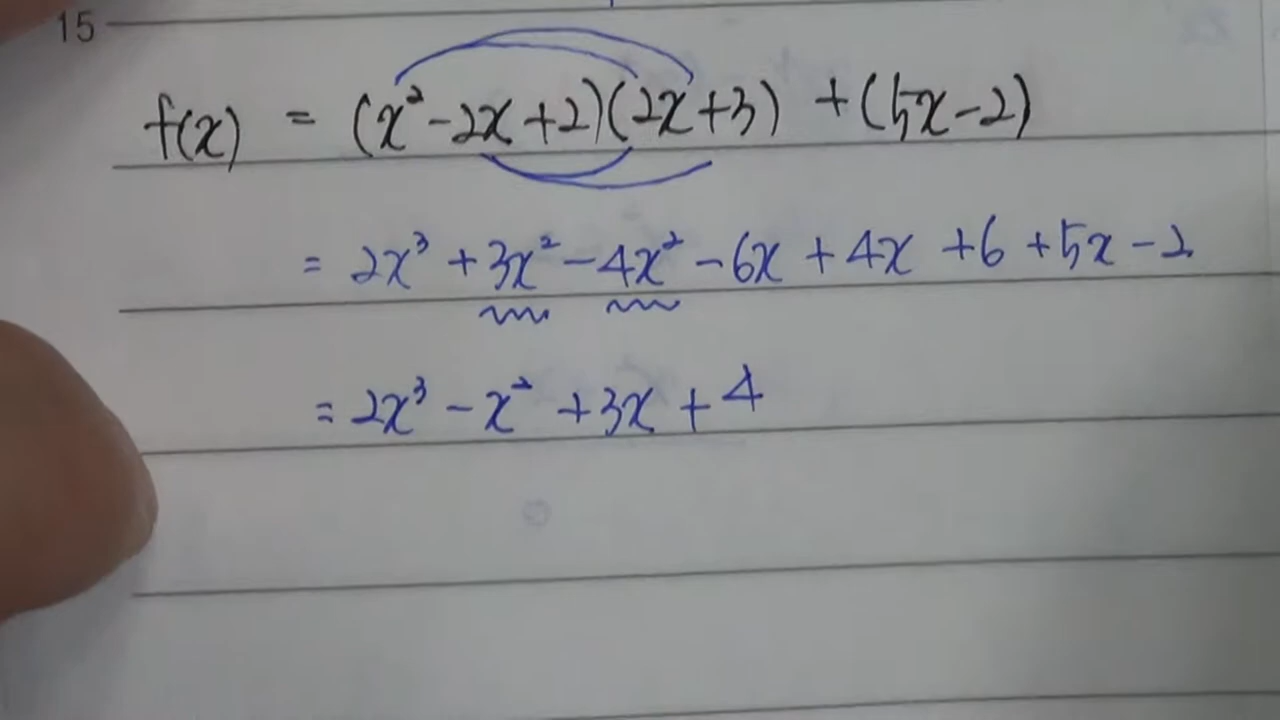 15
f(x) = (x² - 2x + 2)(2x + 3) + (5x - 2)
= 2x³ + 3x² - 4x² - 6x + 4x + 6 + 5x - 2
= 2x³ - x² + 3x + 4